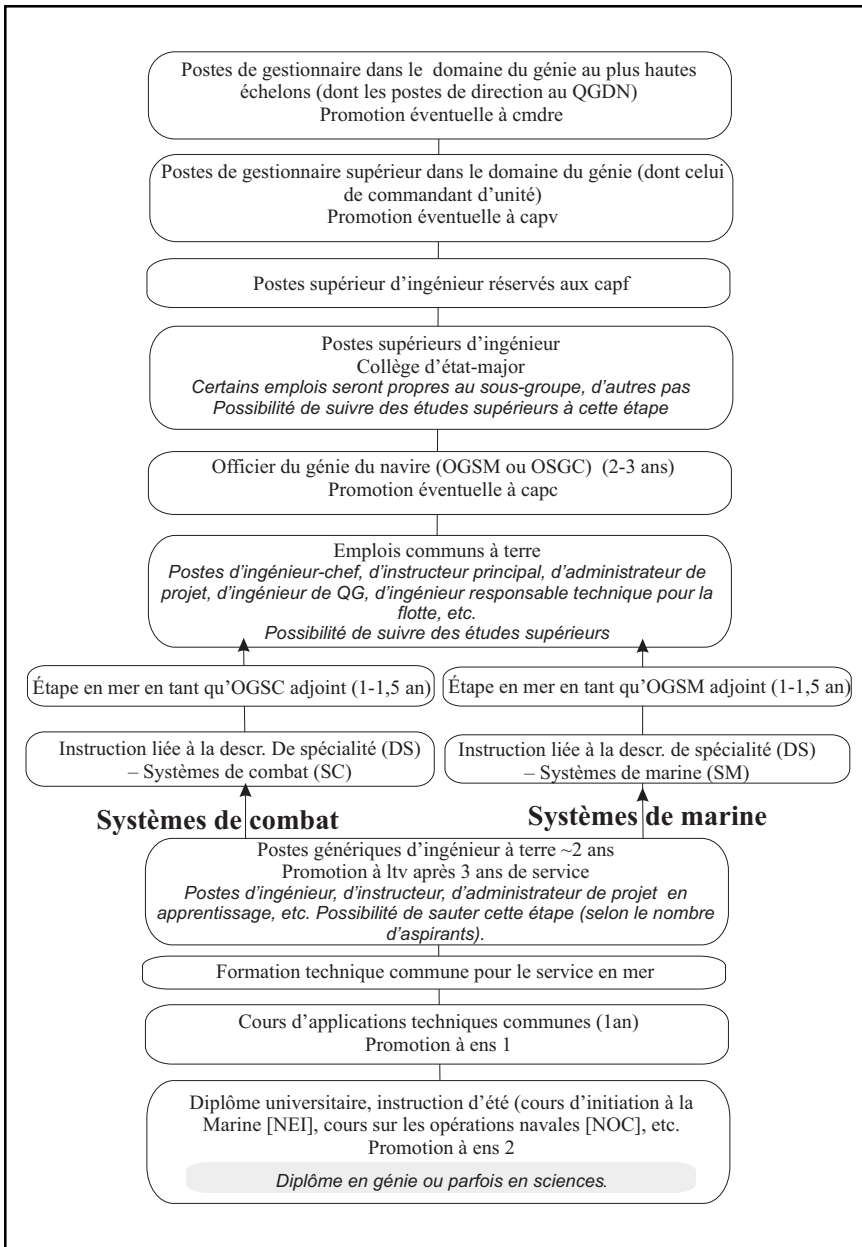 Postes de gestionnaire dans le domaine du génie au plus hautes
échelons (dont les postes de direction au QGDN)
Promotion éventuelle à cmdre
Postes de gestionnaire supérieur dans le domaine du génie (dont celui
de commandant d’unité)
Promotion éventuelle à capv
Postes supérieur d’ingénieur réservés aux capf
Postes supérieurs d’ingénieur
Collège d’état-major
Certains emplois seront propres au sous-groupe, d’autres pas
Possibilité de suivre des études supérieurs à cette étape
Officier du génie du navire (OGSM ou OSGC) (2-3 ans)
Promotion éventuelle à capc
Emplois communs à terre
Postes d’ingénieur-chef, d’instructeur principal, d’administrateur de
projet, d’ingénieur de QG, d’ingénieur responsable technique pour la
flotte, etc.
Possibilité de suivre des études supérieurs
Étape en mer en tant qu’OGSC adjoint (1-1,5 an)
Étape en mer en tant qu’OGSM adjoint (1-1,5 an)
Instruction liée à la descr. De spécialité (DS)
– Systèmes de combat (SC)
Instruction liée à la descr. de spécialité (DS)
– Systèmes de marine (SM)
Systèmes de combat
Systèmes de marine
Postes génériques d’ingénieur à terre ~2 ans
Promotion à ltv après 3 ans de service
Postes d’ingénieur, d’instructeur, d’administrateur de projet en
apprentissage, etc. Possibilité de sauter cette étape (selon le nombre
d’aspirants).
Formation technique commune pour le service en mer
Cours d’applications techniques communes (1an)
Promotion à ens 1
Diplôme universitaire, instruction d’été (cours d’initiation à la
Marine [NEI], cours sur les opérations navales [NOC], etc.
Promotion à ens 2
Diplôme en génie ou parfois en sciences.